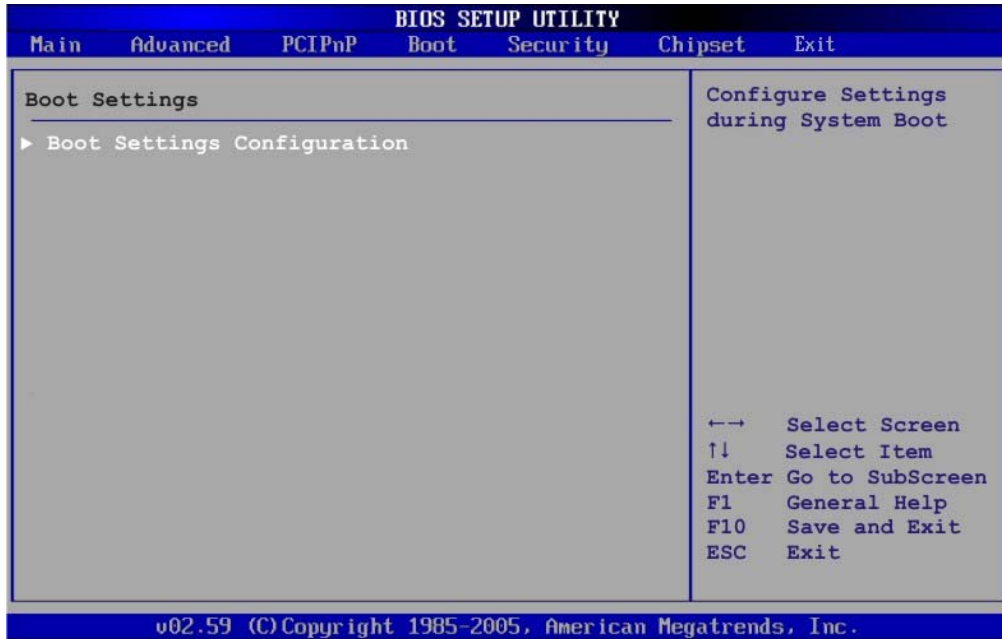 BIOS SETUP UTILITY
Main Advanced PCIPnP Boot Security Chipset Exit
Boot Settings
► Boot Settings Configuration
Configure Settings
during System Boot
←→ Select Screen
↑↓ Select Item
Enter Go to SubScreen
F1 General Help
F10 Save and Exit
ESC Exit
v02.59 (C)Copyright 1985-2005, American Megatrends, Inc.